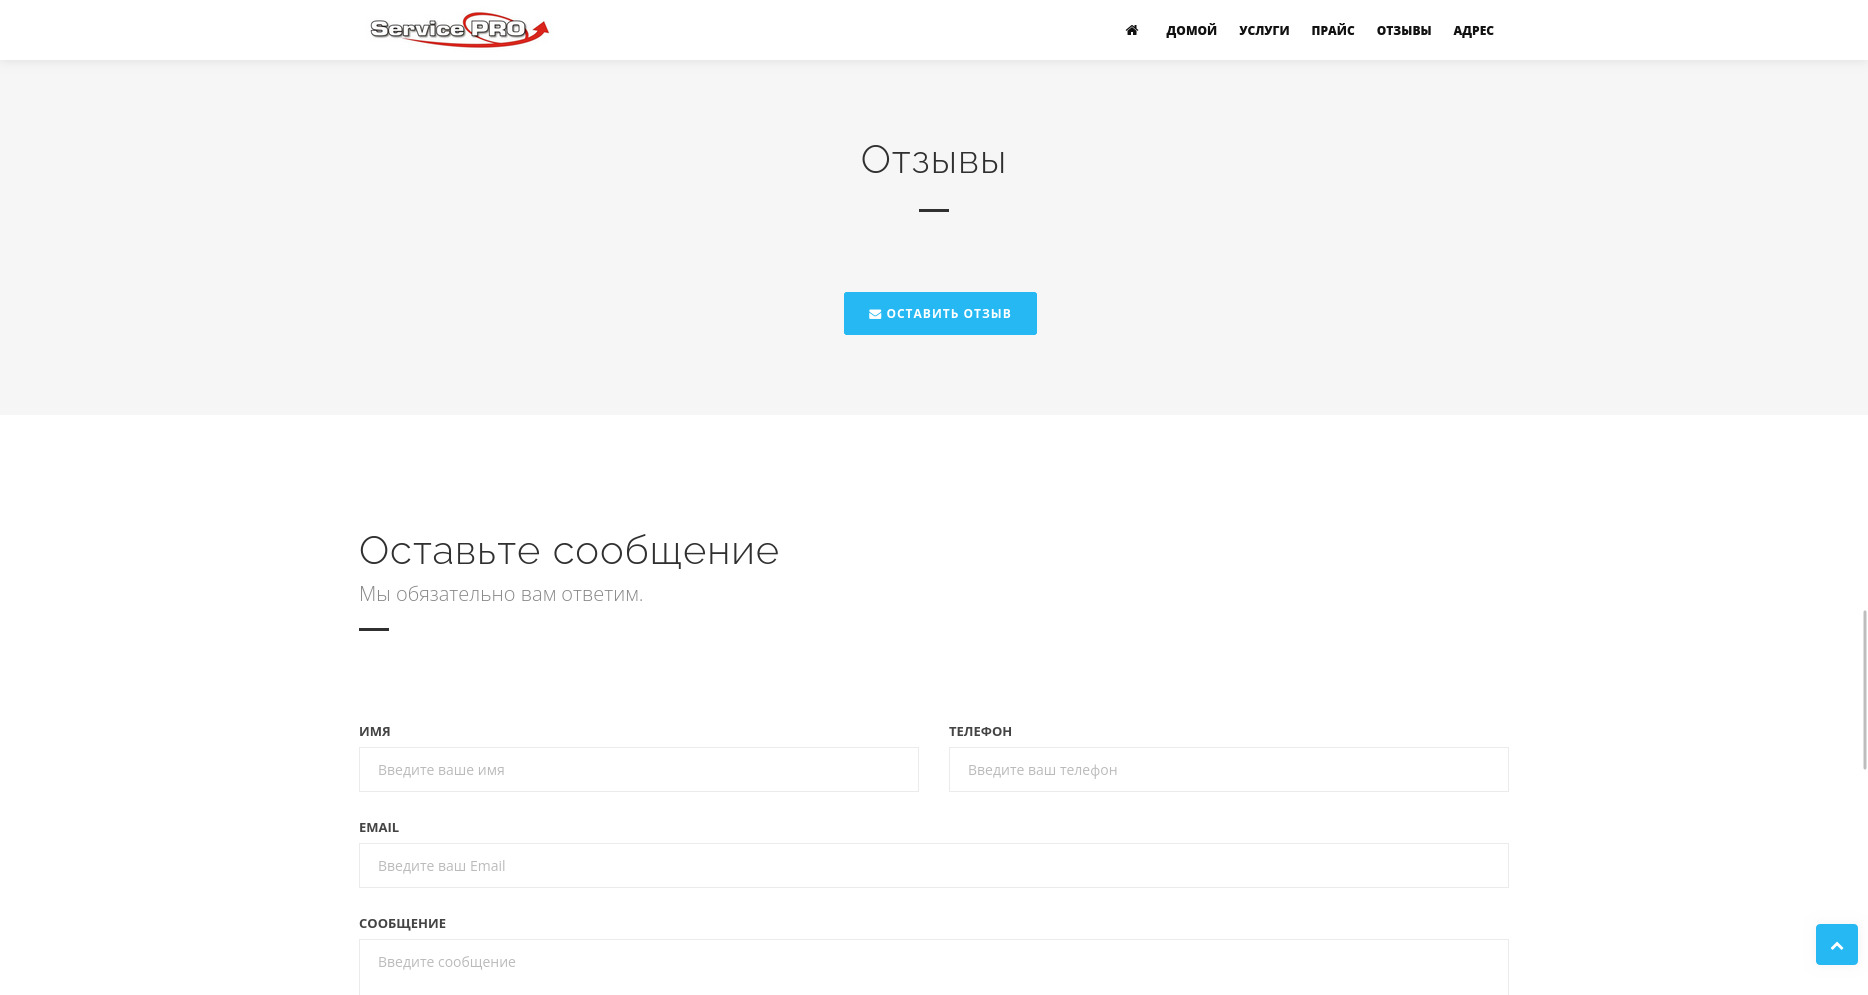 Service PRO
ДОМОЙ УСЛУГИ ПРАЙС ОТЗЫВЫ АДРЕС
Отзывы
ОСТАВИТЬ ОТЗЫВ
Оставьте сообщение
Мы обязательно вам ответим.
ИМЯ ТЕЛЕФОН
Введите ваше имя Введите ваш телефон
EMAIL
Введите ваш Email
СООБЩЕНИЕ
Введите сообщение